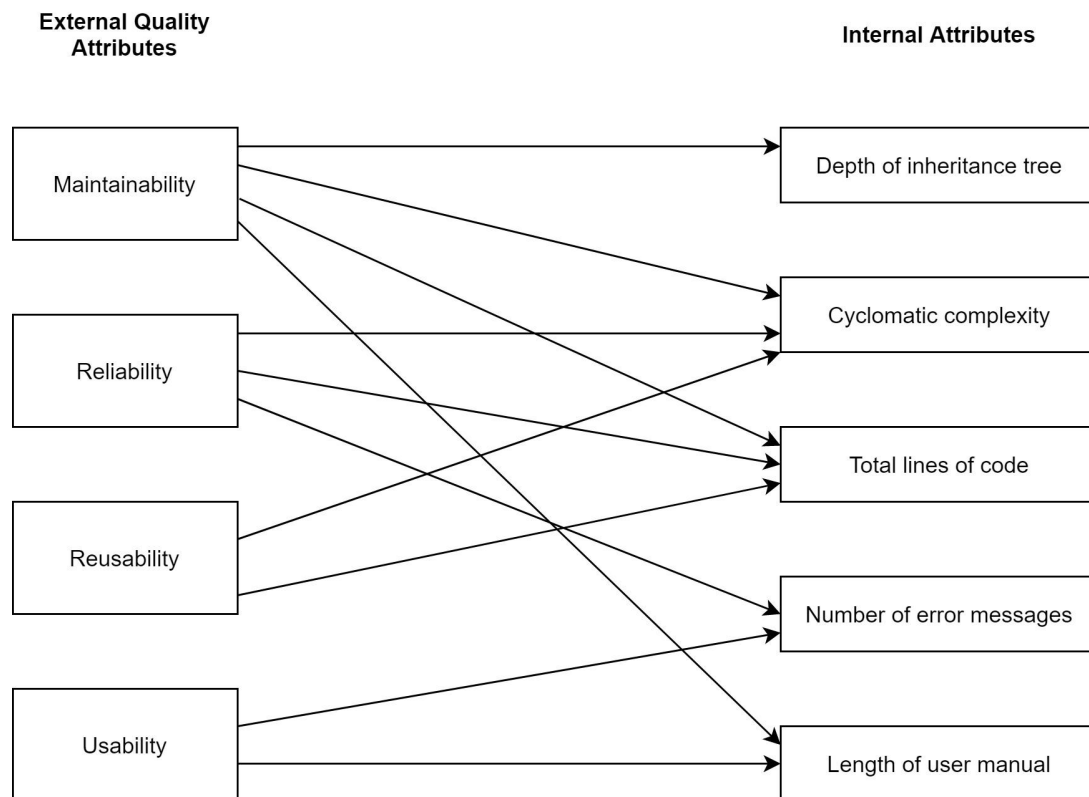 External Quality
Attributes
Internal Attributes
Maintainability
Depth of inheritance tree
Reliability
Cyclomatic complexity
Total lines of code
Reusability
Number of error messages
Usability
Length of user manual